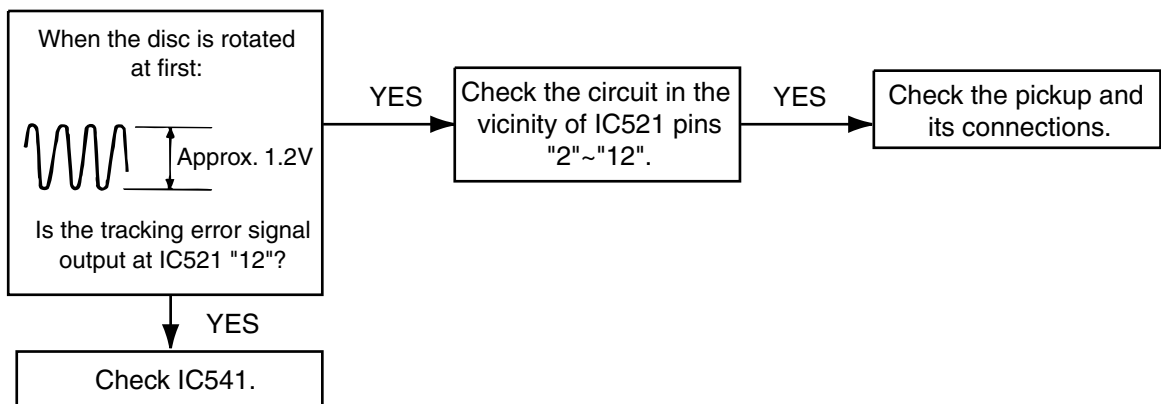 When the disc is rotated
at first:
Approx. 1.2V
Is the tracking error signal
output at IC521 "12"?
YES
Check the circuit in the
vicinity of IC521 pins
"2"~"12".
YES
Check the pickup and
its connections.
YES
Check IC541.